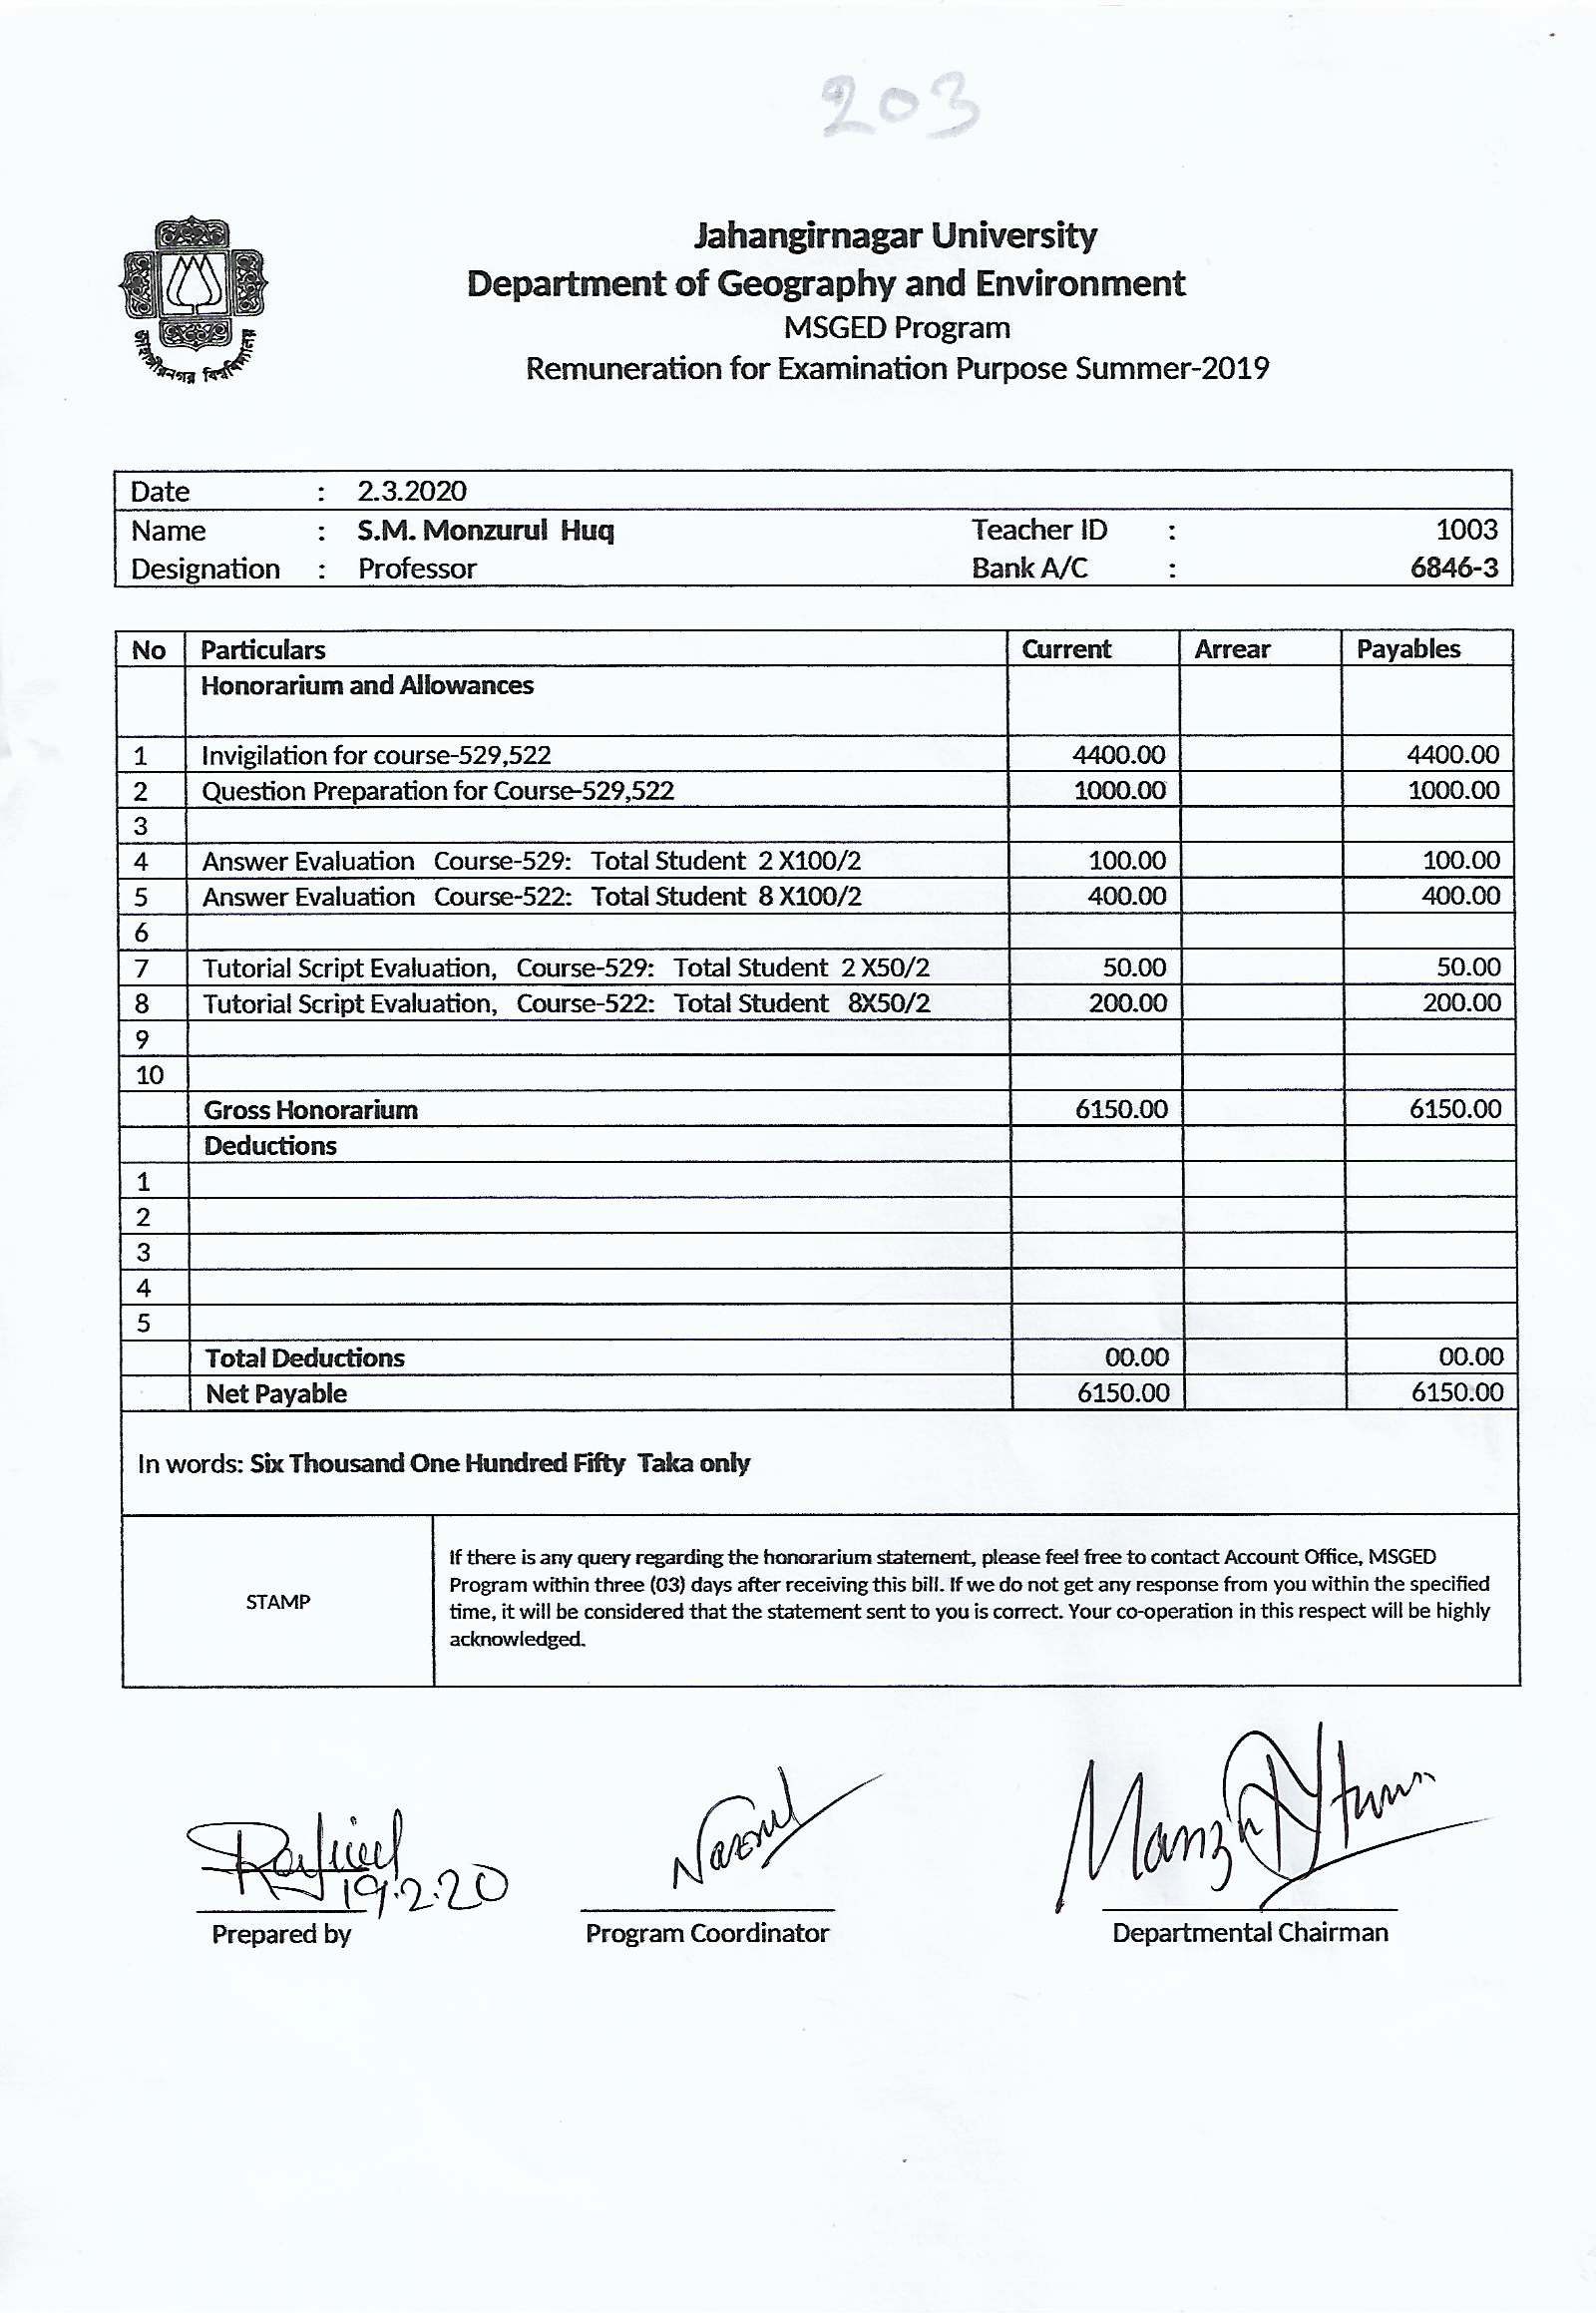 203
জাহাঙ্গীরনগর বিশ্ববিদ্যালয়
Jahangirnagar University
Department of Geography and Environment
MSGED Program
Remuneration for Examination Purpose Summer-2019
Date : 2.3.2020
Name : S.M. Monzurul Huq Teacher ID : 1003
Designation : Professor Bank A/C : 6846-3
No Particulars Current Arrear Payables
Honorarium and Allowances
1 Invigilation for course-529,522 4400.00 4400.00
2 Question Preparation for Course-529,522 1000.00 1000.00
3
4 Answer Evaluation Course-529: Total Student 2 X100/2 100.00 100.00
5 Answer Evaluation Course-522: Total Student 8 X100/2 400.00 400.00
6
7 Tutorial Script Evaluation, Course-529: Total Student 2 X50/2 50.00 50.00
8 Tutorial Script Evaluation, Course-522: Total Student 8X50/2 200.00 200.00
9
10
Gross Honorarium 6150.00 6150.00
Deductions
1
2
3
4
5
Total Deductions 00.00 00.00
Net Payable 6150.00 6150.00
In words: Six Thousand One Hundred Fifty Taka only
STAMP
If there is any query regarding the honorarium statement, please feel free to contact Account Office, MSGED
Program within three (03) days after receiving this bill. If we do not get any response from you within the specified
time, it will be considered that the statement sent to you is correct. Your co-operation in this respect will be highly
acknowledged.
19.2.20
Prepared by Program Coordinator Departmental Chairman